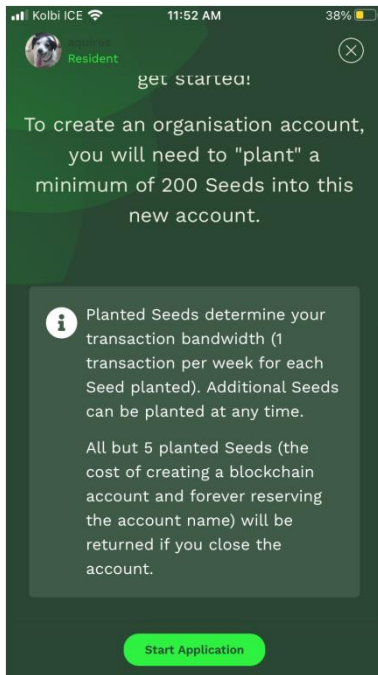 Kolbi ICE 11:52 AM 38%
aquiros
Resident
get started!
To create an organisation account,
you will need to "plant" a
minimum of 200 Seeds into this
new account.
Planted Seeds determine your
transaction bandwidth (1
transaction per week for each
Seed planted). Additional Seeds
can be planted at any time.
All but 5 planted Seeds (the
cost of creating a blockchain
account and forever reserving
the account name) will be
returned if you close the
account.
Start Application